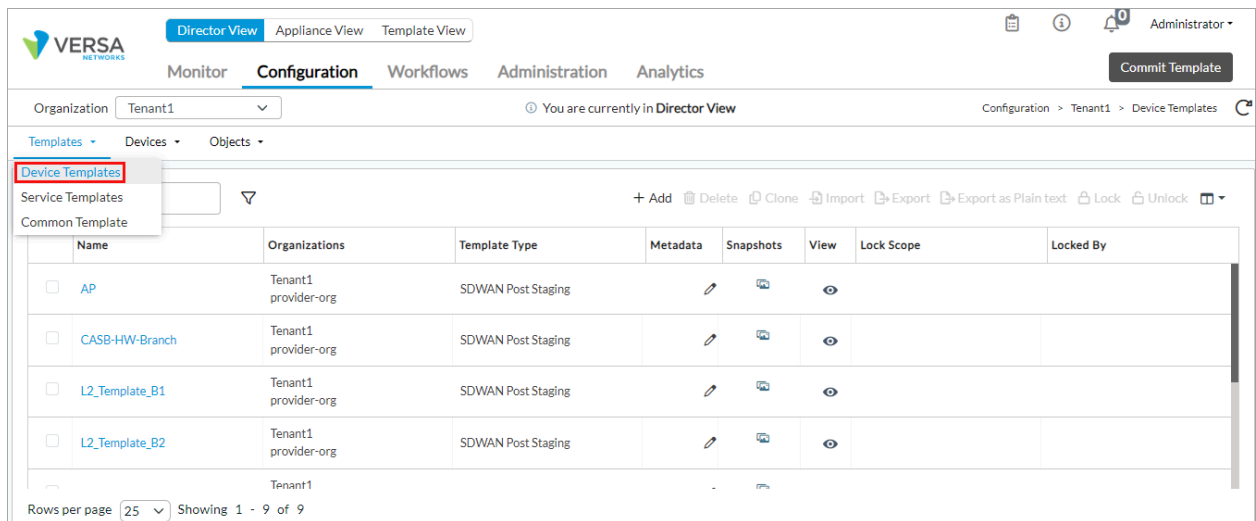 VERSA
NETWORKS
Director View Appliance View Template View
0
Administrator
Monitor Configuration Workflows Administration Analytics
Commit Template
Organization Tenant1
You are currently in Director View
Configuration > Tenant1 > Device Templates
Templates Devices Objects
Device Templates
Service Templates
Common Template
+ Add Delete Clone Import Export Export as Plain text Lock Unlock
Name Organizations Template Type Metadata Snapshots View Lock Scope Locked By
AP Tenant1 provider-org SDWAN Post Staging
CASB-HW-Branch Tenant1 provider-org SDWAN Post Staging
L2_Template_B1 Tenant1 provider-org SDWAN Post Staging
L2_Template_B2 Tenant1 provider-org SDWAN Post Staging
Tenant1
Rows per page 25 Showing 1 - 9 of 9